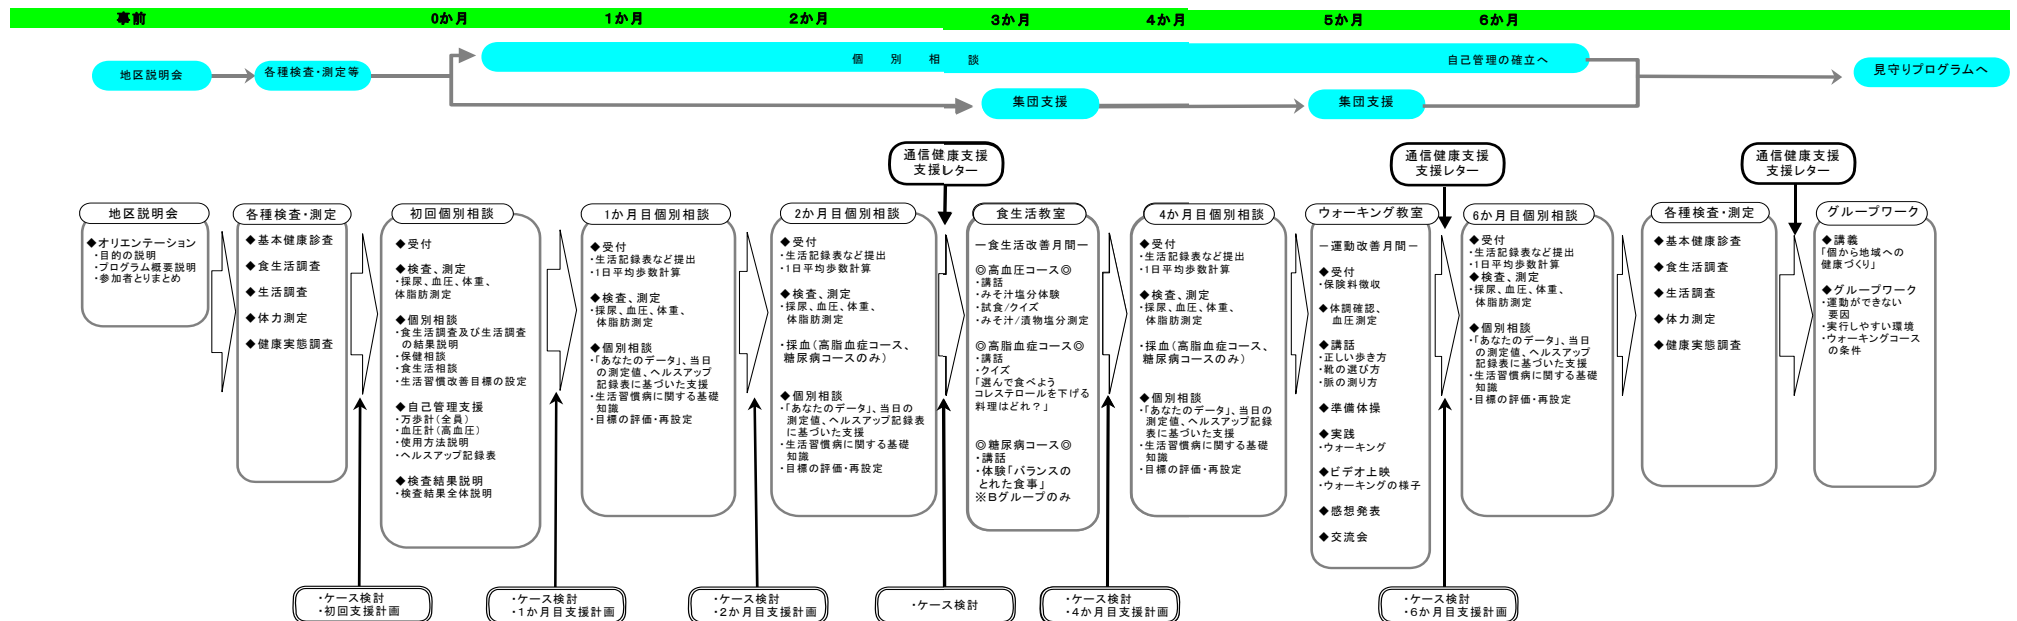 事前
0か月
1か月
2か月
3か月
4か月
5か月
6か月
地区説明会
各種検査・測定等
個別相談
自己管理の確立へ
集団支援
集団支援
見守りプログラムへ
通信健康支援
支援レター
通信健康支援
支援レター
通信健康支援
支援レター
地区説明会
◆オリエンテーション
・目的の説明
・プログラム概要説明
・参加者とりまとめ
各種検査・測定
◆基本健康診査
◆食生活調査
◆生活調査
◆体力測定
◆健康実態調査
初回個別相談
◆受付
◆検査、測定
・採尿、血圧、体重、
体脂肪測定
◆個別相談
・食生活調査及び生活調査
の結果説明
・保健相談
・食生活相談
・生活習慣改善目標の設定
◆自己管理支援
・万歩計(全員)
・血圧計(高血圧)
・使用方法説明
・ヘルスアップ記録表
◆検査結果説明
・検査結果全体説明
1か月目個別相談
◆受付
・生活記録表など提出
・1日平均歩数計算
◆検査、測定
・採尿、血圧、体重、
体脂肪測定
◆個別相談
・「あなたのデータ」、当日
の測定値、ヘルスアップ
記録表に基づいた支援
・生活習慣病に関する基礎
知識
・目標の評価・再設定
2か月目個別相談
◆受付
・生活記録表など提出
・1日平均歩数計算
◆検査、測定
・採尿、血圧、体重、
体脂肪測定
・採血(高脂血症コース、
糖尿病コースのみ)
◆個別相談
・「あなたのデータ」、当日の
測定値、ヘルスアップ記録表
に基づいた支援
・生活習慣病に関する基礎
知識
・目標の評価・再設定
食生活教室
ー食生活改善月間ー
◎高血圧コース◎
・講話
・みそ汁塩分体験
・試食/クイズ
・みそ汁/漬物塩分測定
◎高脂血症コース◎
・講話
・クイズ
「選んで食べよう
コレステロールを下げる
料理はどれ?」
◎糖尿病コース◎
・講話
・体験「バランスの
とれた食事」
※Bグループのみ
4か月目個別相談
◆受付
・生活記録表など提出
・1日平均歩数計算
◆検査、測定
・採尿、血圧、体重、
体脂肪測定
・採血(高脂血症コース、
糖尿病コースのみ)
◆個別相談
・「あなたのデータ」、当日の
測定値、ヘルスアップ記録
表に基づいた支援
・生活習慣病に関する基礎
知識
・目標の評価・再設定
ウォーキング教室
ー運動改善月間ー
◆受付
・保険料徴収
◆体調確認、
血圧測定
◆講話
・正しい歩き方
・靴の選び方
・脈の測り方
◆準備体操
◆実践
・ウォーキング
◆ビデオ上映
・ウォーキングの様子
◆感想発表
◆交流会
6か月目個別相談
◆受付
・生活記録表など提出
・1日平均歩数計算
◆検査、測定
・採尿、血圧、体重、
体脂肪測定
◆個別相談
・「あなたのデータ」、当日
の測定値、ヘルスアップ
記録表に基づいた支援
・生活習慣病に関する基礎
知識
・目標の評価・再設定
各種検査・測定
◆基本健康診査
◆食生活調査
◆生活調査
◆体力測定
◆健康実態調査
グループワーク
◆講義
「個から地域への
健康づくり」
◆グループワーク
・運動ができない
要因
・実行しやすい環境
・ウォーキングコース
の条件
・ケース検討
・初回支援計画
・ケース検討
・1か月目支援計画
・ケース検討
・2か月目支援計画
・ケース検討
・ケース検討
・4か月目支援計画
・ケース検討
・6か月目支援計画